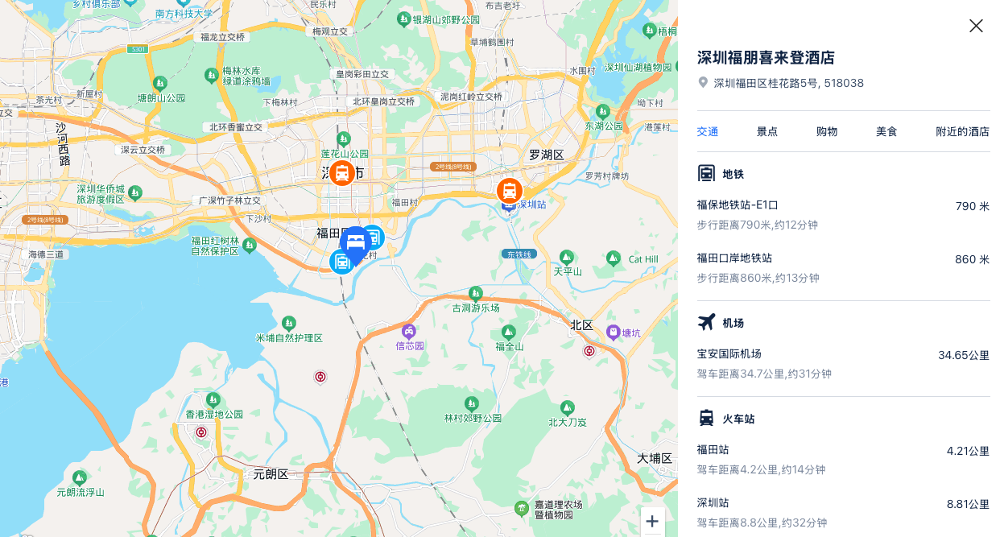 乡村俱乐部
南方科技大学
民乐村
布吉老圩
银湖山郊野公园
梅观立交
福龙立交桥
草埔鹤围村
梧桐
S301
梅林水库
绿道涂鸦墙
皇岗彩田立交
水围村
深圳仙湖植物园
塘朗山公园
新屋村
茶光村
立交
下梅林村
北环皇岗立交桥
泥岗红岭立交桥
坳下村
东湖公园
港莲村
沙河西路
北环香蜜立交
深云立交桥
莲花山公园
罗湖区
深
市
2号线(8号线)
罗芳村牌坊
深圳华侨城
旅游度假区
广深竹子林立交
福田村
深圳站
2号线(8号线)
下沙村
福田区
福田红树林
自然保护区
海德三道
东铁线
天平山
Cat Hill
古洞游乐场
米埔自然护理区
信芯园
福全山
北区
塘坑
港
香港湿地公园
林村郊野公园
北大刀岌
元朗区
大埔区
元朗流浮山
嘉道理农场
暨植物园
深圳福朋喜来登酒店
深圳福田区桂花路5号, 518038
交通
景点
购物
美食
附近的酒店
地铁
福保地铁站-E1口
790 米
步行距离790米,约12分钟
福田口岸地铁站
860 米
步行距离860米,约13分钟
机场
宝安国际机场
34.65公里
驾车距离34.7公里,约31分钟
火车站
福田站
4.21公里
驾车距离4.2公里,约14分钟
深圳站
8.81公里
驾车距离8.8公里,约32分钟